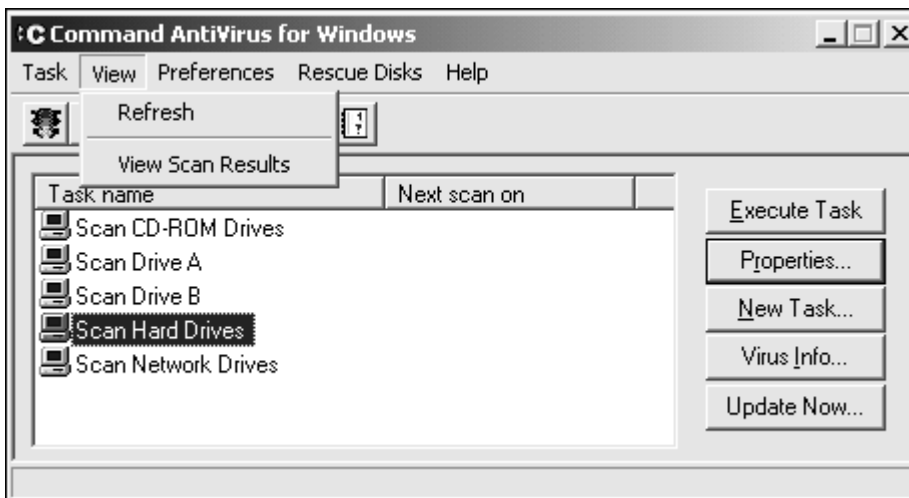 Command AntiVirus for Windows
Task View Preferences Rescue Disks Help
Refresh
View Scan Results
Task name Next scan on
Scan CD-ROM Drives
Scan Drive A
Scan Drive B
Scan Hard Drives
Scan Network Drives
Execute Task
Properties...
New Task...
Virus Info...
Update Now...